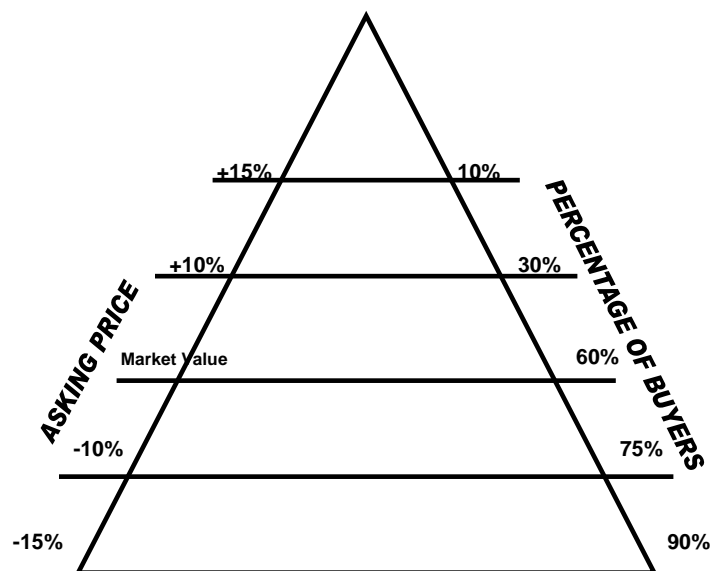 +15% 10%
+10% 30%
Market Value 60%
-10% 75%
-15% 90%
ASKING PRICE
PERCENTAGE OF BUYERS